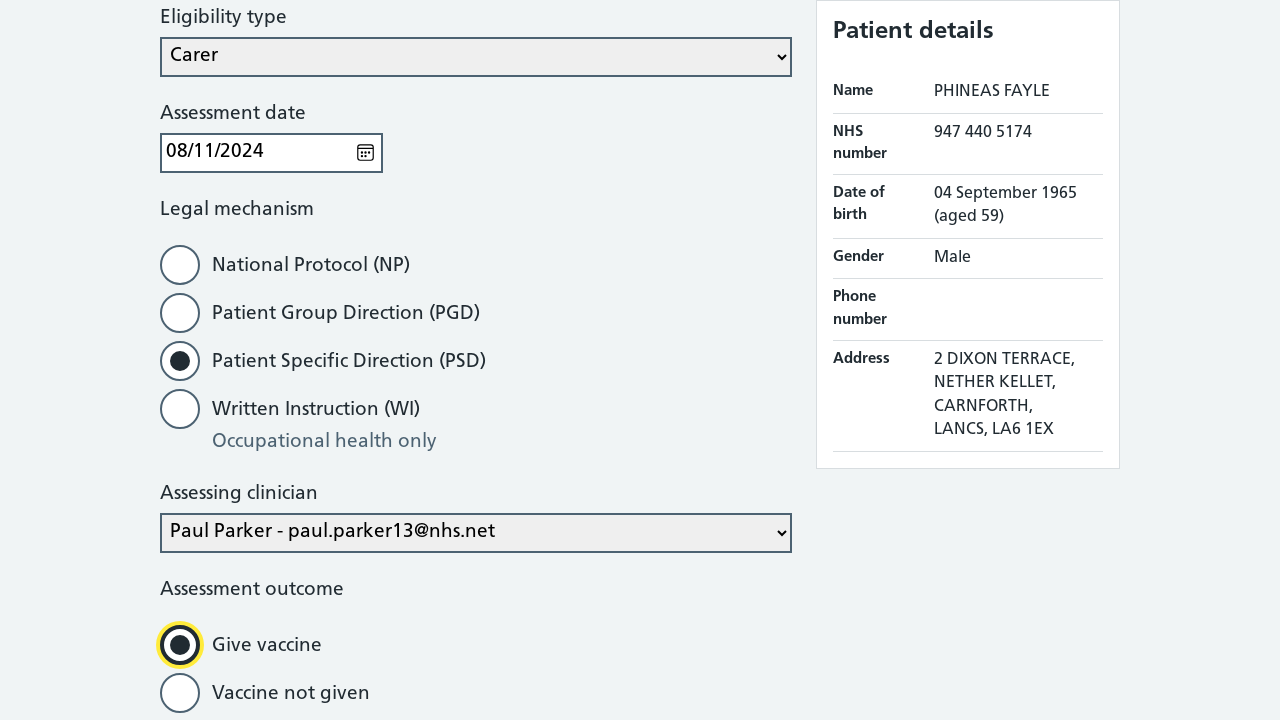 Eligibility type
Carer
Assessment date
08/11/2024
Legal mechanism
National Protocol (NP)
Patient Group Direction (PGD)
Patient Specific Direction (PSD)
Written Instruction (WI)
Occupational health only
Assessing clinician
Paul Parker - paul.parker13@nhs.net
Assessment outcome
Give vaccine
Vaccine not given
Patient details
Name PHINEAS FAYLE
NHS number 947 440 5174
Date of birth 04 September 1965
(aged 59)
Gender Male
Phone number
Address 2 DIXON TERRACE,
NETHER KELLET,
CARNFORTH,
LANCS, LA6 1EX